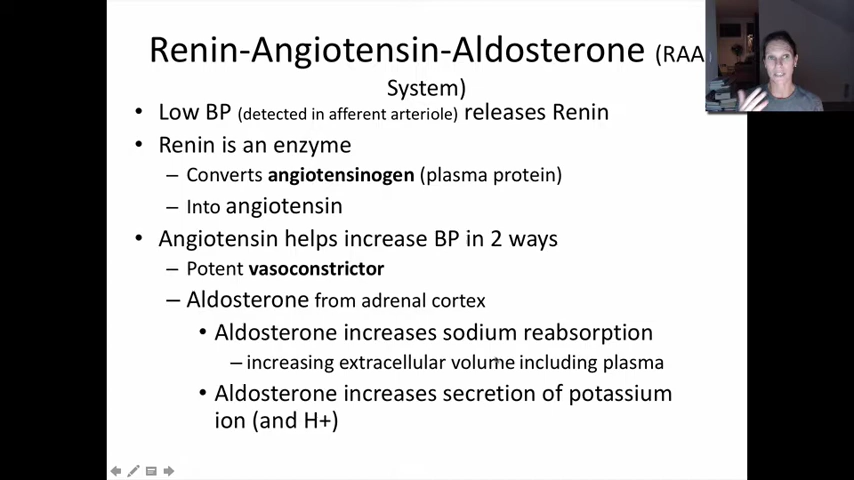 Renin-Angiotensin-Aldosterone (RAA
System)
• Low BP (detected in afferent arteriole) releases Renin
• Renin is an enzyme
– Converts angiotensinogen (plasma protein)
– Into angiotensin
• Angiotensin helps increase BP in 2 ways
– Potent vasoconstrictor
– Aldosterone from adrenal cortex
• Aldosterone increases sodium reabsorption
– increasing extracellular volume including plasma
• Aldosterone increases secretion of potassium
ion (and H+)